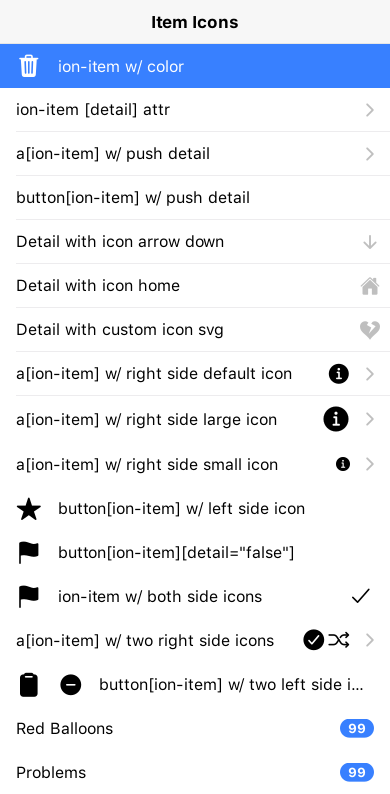 Item Icons
ion-item w/ color
ion-item [detail] attr
a[ion-item] w/ push detail
button[ion-item] w/ push detail
Detail with icon arrow down
Detail with icon home
Detail with custom icon svg
a[ion-item] w/ right side default icon
a[ion-item] w/ right side large icon
a[ion-item] w/ right side small icon
button[ion-item] w/ left side icon
button[ion-item][detail="false"]
ion-item w/ both side icons
a[ion-item] w/ two right side icons
button[ion-item] w/ two left side i...
Red Balloons 99
Problems 99